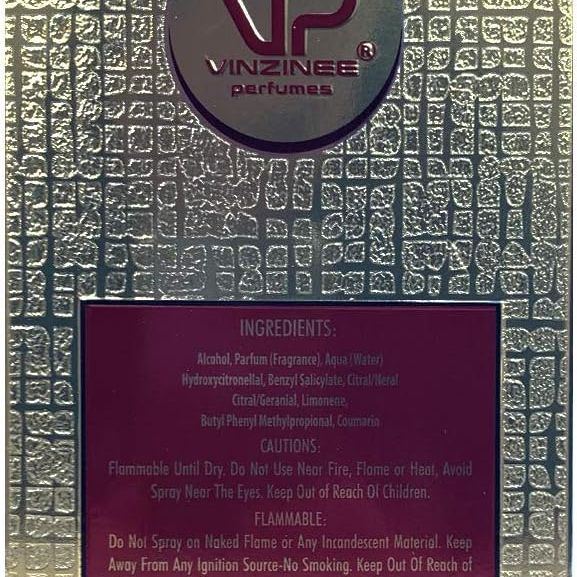 VP
VINZINEE®
perfumes
INGREDIENTS:
Alcohol, Parfum (Fragrance), Aqua (Water)
Hydroxycitronellal, Benzyl Salicylate, Citral/Neral
Citral/Geranial, Limonene,
Butyl Phenyl Methylpropional, Coumarin
CAUTIONS:
Flammable Until Dry. Do Not Use Near Fire, Flame or Heat, Avoid
Spray Near The Eyes. Keep Out of Reach Of Children.
FLAMMABLE:
Do Not Spray on Naked Flame or Any Incandescent Material. Keep
Away From Any Ignition Source-No Smoking. Keep Out Of Reach of